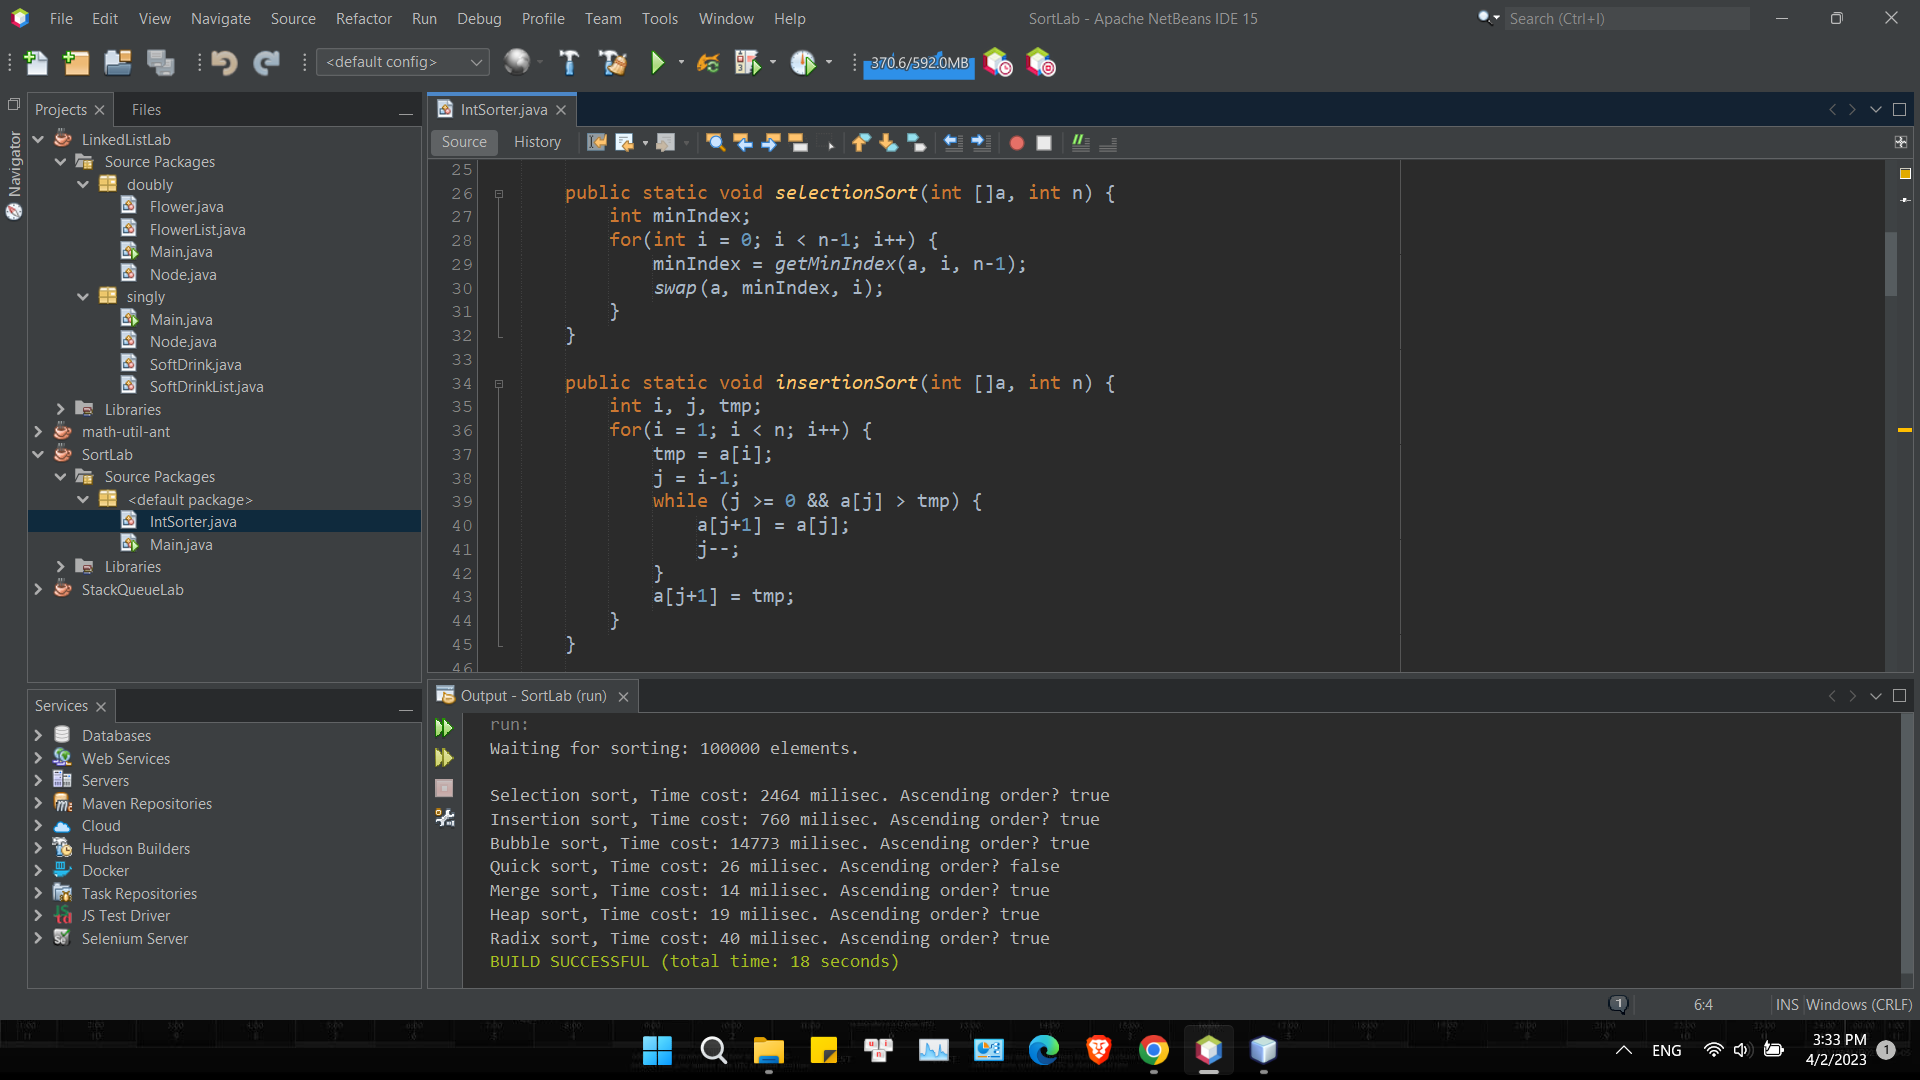 File Edit View Navigate Source Refactor Run Debug Profile Team Tools Window Help
SortLab - Apache NetBeans IDE 15
Search (Ctrl+I)
<default config>
370.6/592.0MB
Navigator
Projects
Files
LinkedListLab
Source Packages
doubly
Flower.java
FlowerList.java
Main.java
Node.java
singly
Main.java
Node.java
SoftDrink.java
SoftDrinkList.java
Libraries
math-util-ant
SortLab
Source Packages
<default package>
IntSorter.java
Main.java
Libraries
StackQueueLab
Services
Databases
Web Services
Servers
Maven Repositories
Cloud
Hudson Builders
Docker
Task Repositories
JS Test Driver
Selenium Server
IntSorter.java
Source History
25
26 public static void selectionSort(int []a, int n) {
27 int minIndex;
28 for(int i = 0; i < n-1; i++) {
29 minIndex = getMinIndex(a, i, n-1);
30 swap(a, minIndex, i);
31 }
32 }
33
34 public static void insertionSort(int []a, int n) {
35 int i, j, tmp;
36 for(i = 1; i < n; i++) {
37 tmp = a[i];
38 j = i-1;
39 while (j >= 0 && a[j] > tmp) {
40 a[j+1] = a[j];
41 j--;
42 }
43 a[j+1] = tmp;
44 }
45 }
46
Output - SortLab (run)
run:
Waiting for sorting: 100000 elements.
Selection sort, Time cost: 2464 milisec. Ascending order? true
Insertion sort, Time cost: 760 milisec. Ascending order? true
Bubble sort, Time cost: 14773 milisec. Ascending order? true
Quick sort, Time cost: 26 milisec. Ascending order? false
Merge sort, Time cost: 14 milisec. Ascending order? true
Heap sort, Time cost: 19 milisec. Ascending order? true
Radix sort, Time cost: 40 milisec. Ascending order? true
BUILD SUCCESSFUL (total time: 18 seconds)
1
6:4
INS
Windows (CRLF)
ENG
3:33 PM
4/2/2023
1